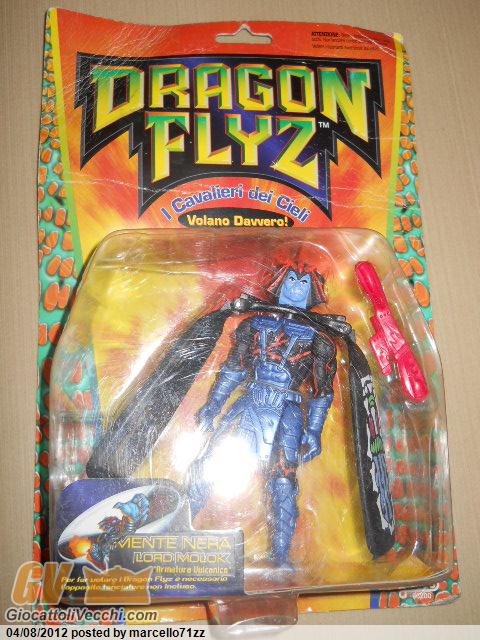 ATTENZIONE:
DRAGON
FLYZ™
I Cavalieri dei Cieli
Volano Davvero!
MENTE NERA
[LORD MOLOK]
"Armatura Vulcanica"
Per far volare i Dragon Flyz è necessario
l'apposito lanciatore non incluso.
GV
GiocattoliVecchi.com
04/08/2012 posted by marcello71zz